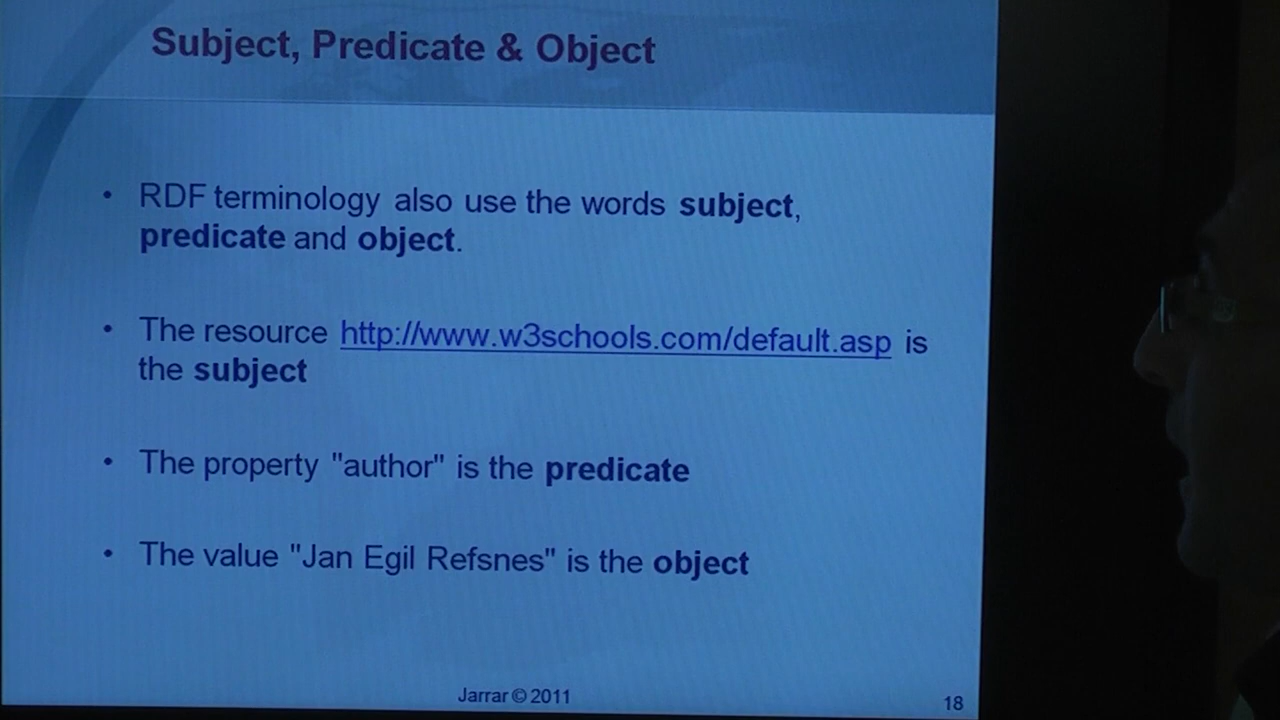 Subject, Predicate & Object
• RDF terminology also use the words subject,
predicate and object.
• The resource http://www.w3schools.com/default.asp is
the subject
• The property "author" is the predicate
• The value "Jan Egil Refsnes" is the object
Jarrar © 2011
18